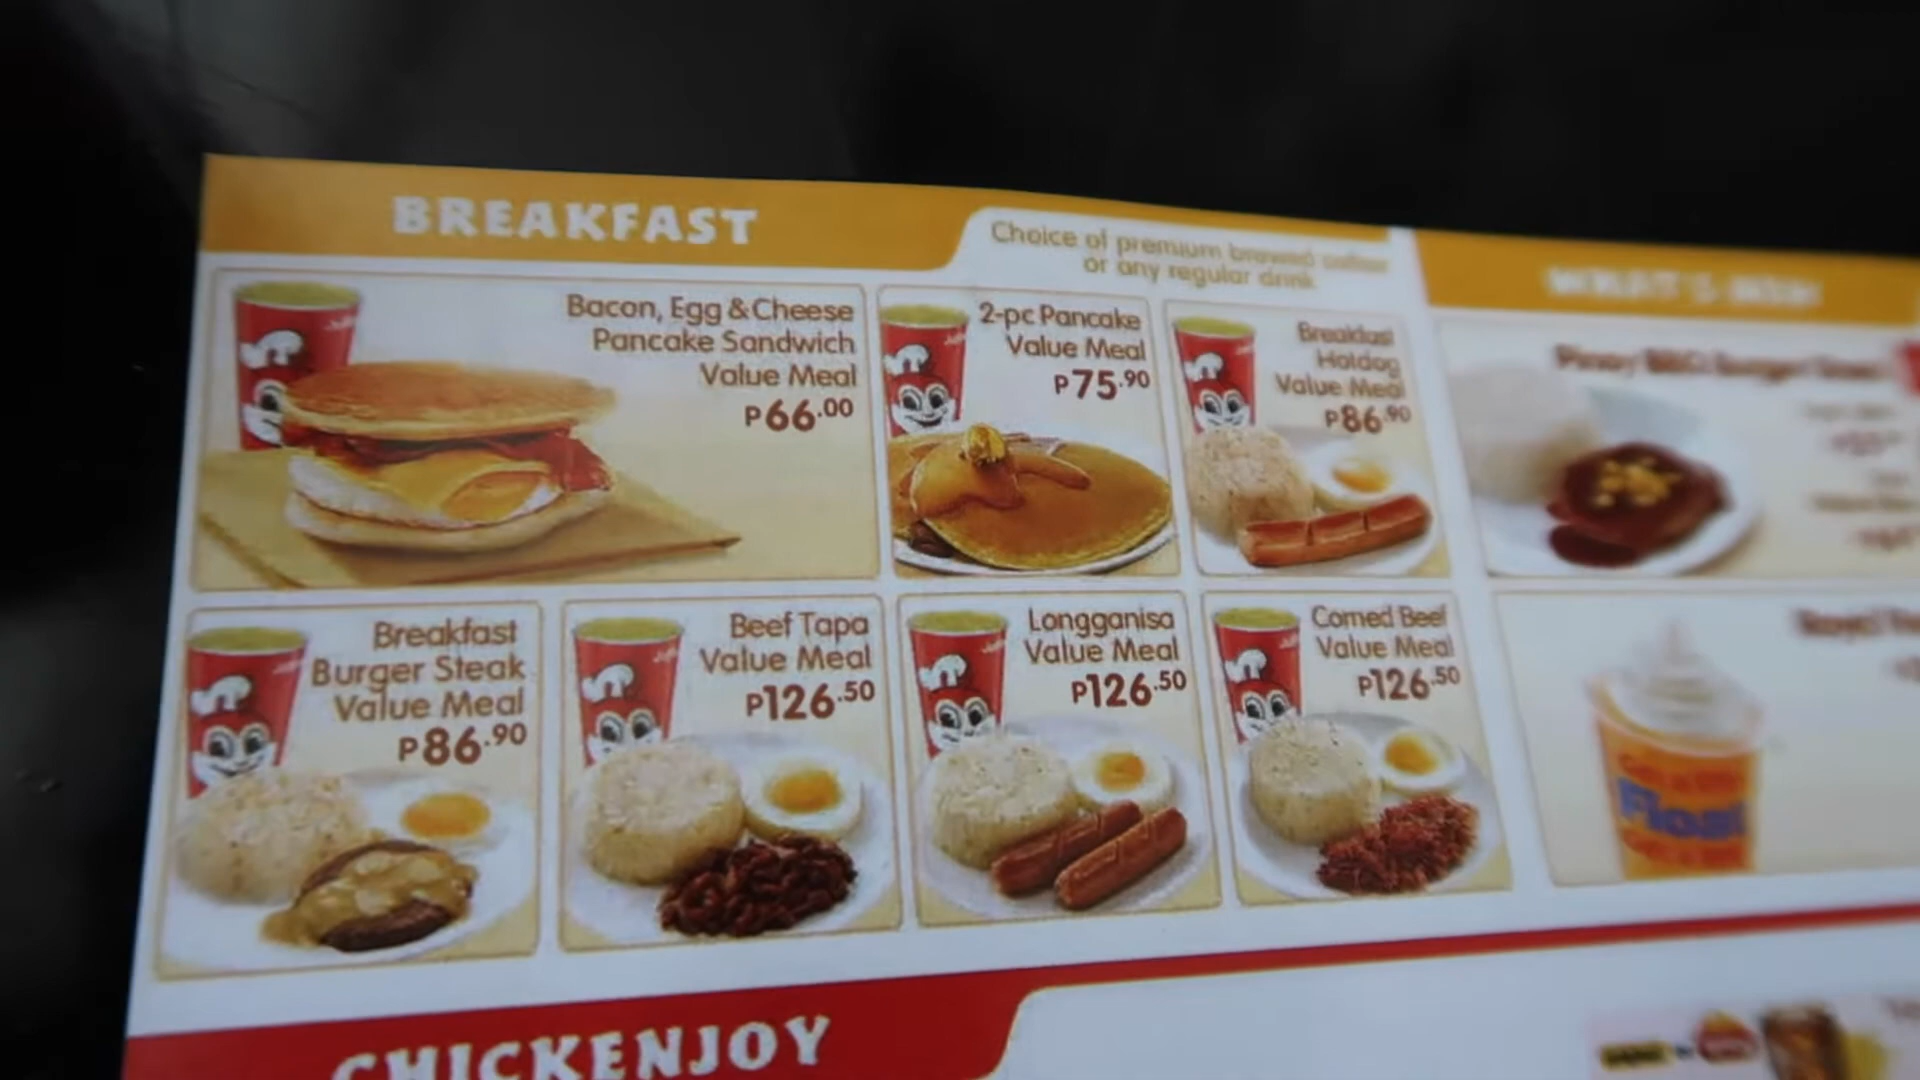 BREAKFAST
Choice of premium brewed coffee
or any regular drink
WHAT'S NEW!
Bacon, Egg & Cheese
Pancake Sandwich
Value Meal
P66.00
2-pc Pancake
Value Meal
P75.90
Breakfast
Hotdog
Value Meal
P86.90
Breakfast
Burger Steak
Value Meal
P86.90
Beef Tapa
Value Meal
P126.50
Longganisa
Value Meal
P126.50
Corned Beef
Value Meal
P126.50
Float
CHICKENJOY